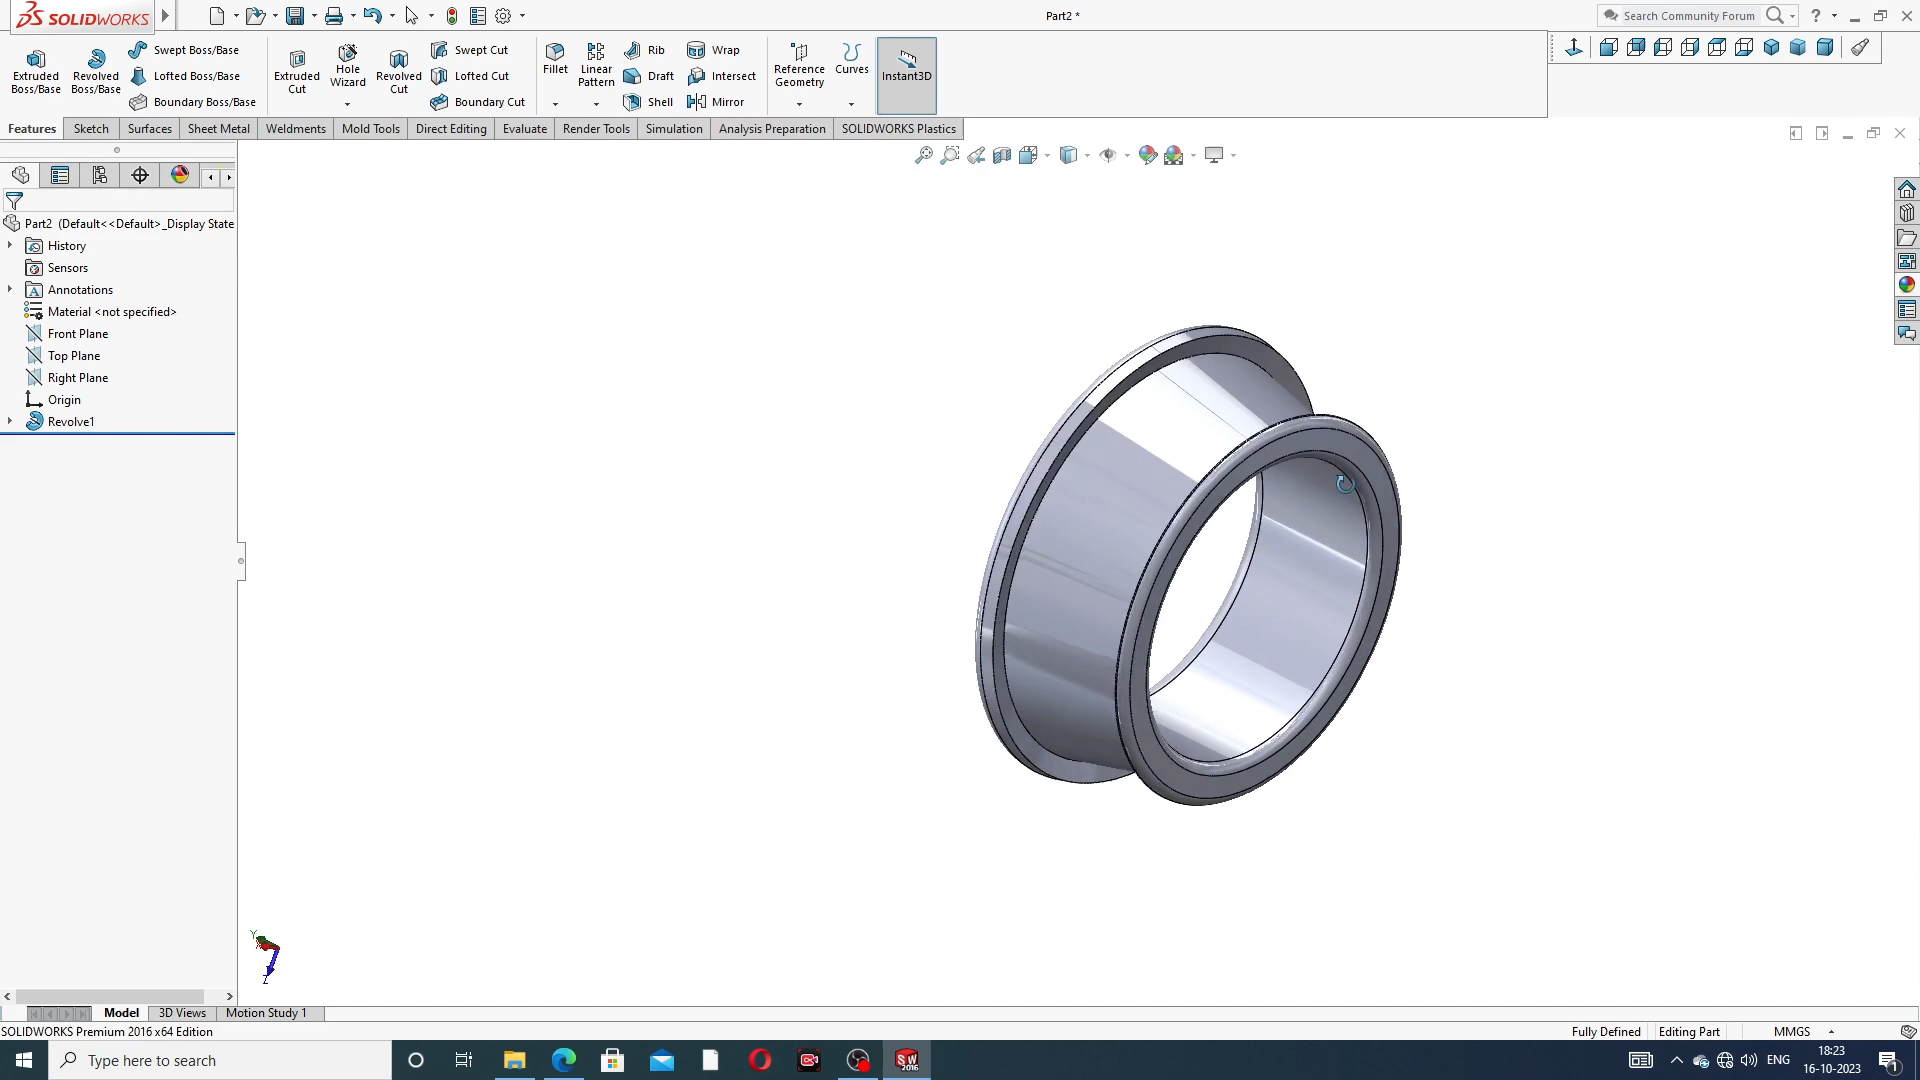 SOLIDWORKS
Part2 *
Search Community Forum
Extruded Boss/Base
Revolved Boss/Base
Swept Boss/Base
Lofted Boss/Base
Boundary Boss/Base
Extruded Cut
Hole Wizard
Revolved Cut
Swept Cut
Lofted Cut
Boundary Cut
Fillet
Linear Pattern
Rib
Draft
Shell
Wrap
Intersect
Mirror
Reference Geometry
Curves
Instant3D
Features
Sketch
Surfaces
Sheet Metal
Weldments
Mold Tools
Direct Editing
Evaluate
Render Tools
Simulation
Analysis Preparation
SOLIDWORKS Plastics
Part2 (Default<<Default>_Display State
History
Sensors
Annotations
Material <not specified>
Front Plane
Top Plane
Right Plane
Origin
Revolve1
Y
Z
Model
3D Views
Motion Study 1
SOLIDWORKS Premium 2016 x64 Edition
Fully Defined
Editing Part
MMGS
Type here to search
SW
2016
ENG
18:23
16-10-2023
1